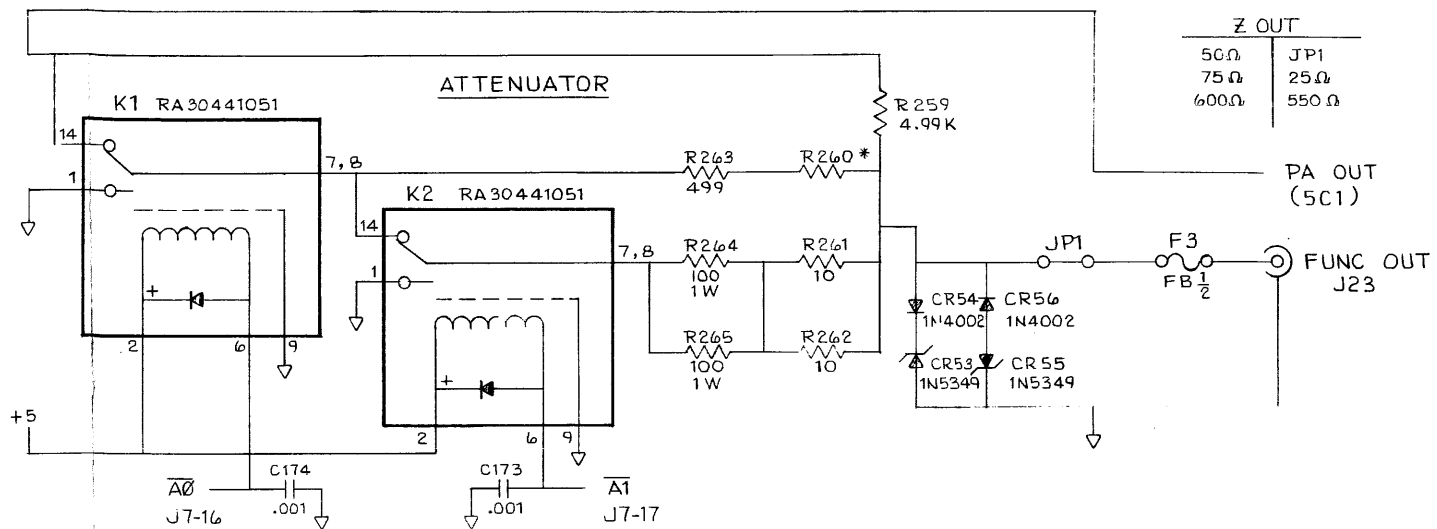 Z OUT
50Ω JP1
75Ω 25Ω
600Ω 550Ω
ATTENUATOR
K1 RA30441051
R259
4.99K
14
1
7,8
R263
499
R260 *
PA OUT
(5C1)
K2 RA30441051
14
1
7,8
R264
100
1W
R261
10
JP1
F3
FB 1/2
FUNC OUT
J23
CR54
1N4002
CR56
1N4002
+
2
6
9
R265
100
1W
R262
10
CR53
1N5349
CR55
1N5349
+
+5
2
6
9
A̅0̅
J7-16
C174
.001
C173
.001
A̅1̅
J7-17